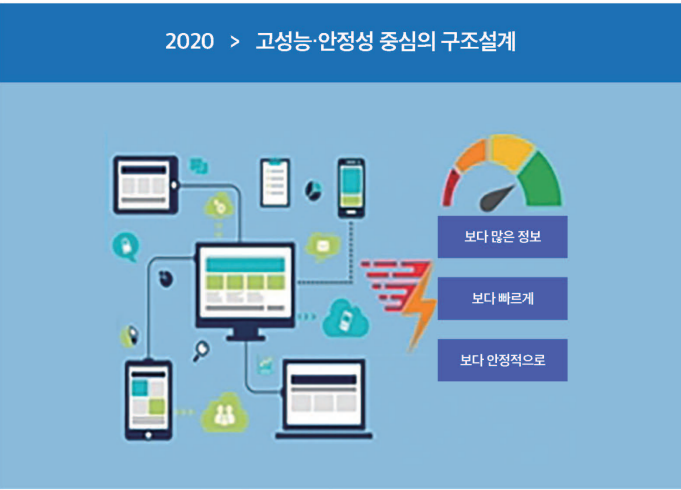 2020 > 고성능·안정성 중심의 구조설계
보다 많은 정보
보다 빠르게
보다 안정적으로